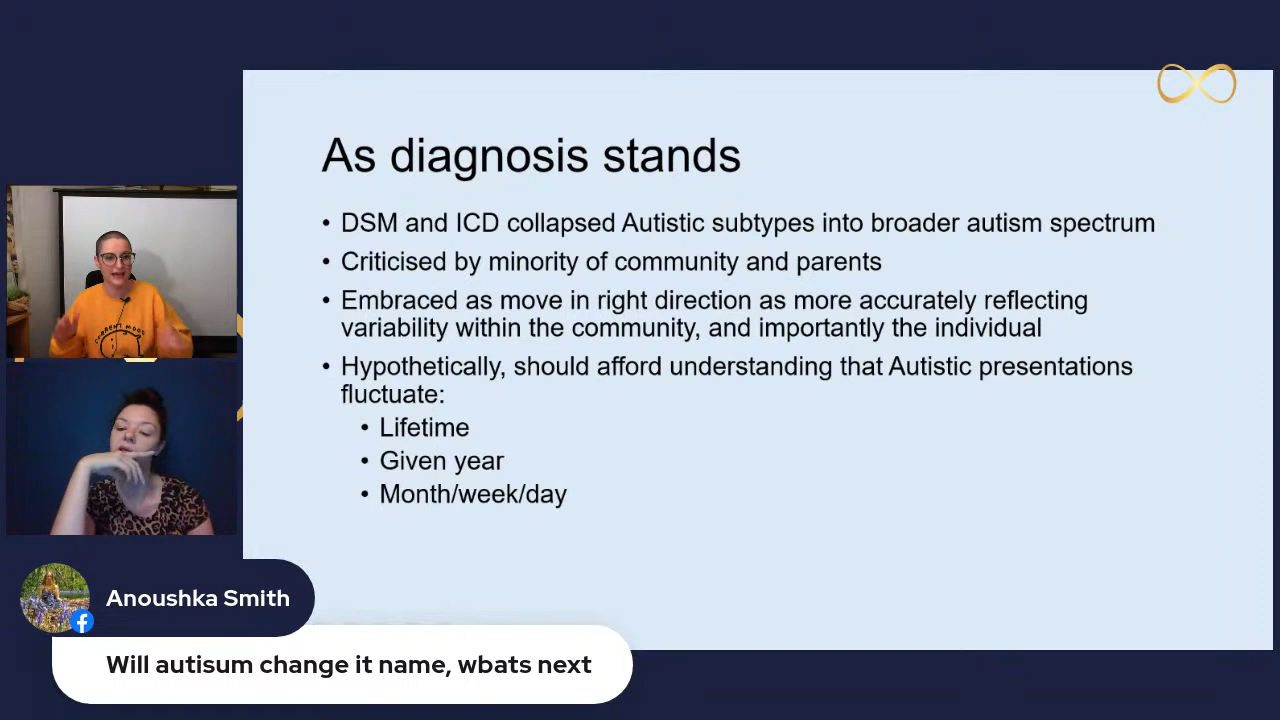 As diagnosis stands
• DSM and ICD collapsed Autistic subtypes into broader autism spectrum
• Criticised by minority of community and parents
• Embraced as move in right direction as more accurately reflecting
variability within the community, and importantly the individual
• Hypothetically, should afford understanding that Autistic presentations
fluctuate:
• Lifetime
• Given year
• Month/week/day
CURRENT MOOD
Anoushka Smith
Will autisum change it name, wbats next